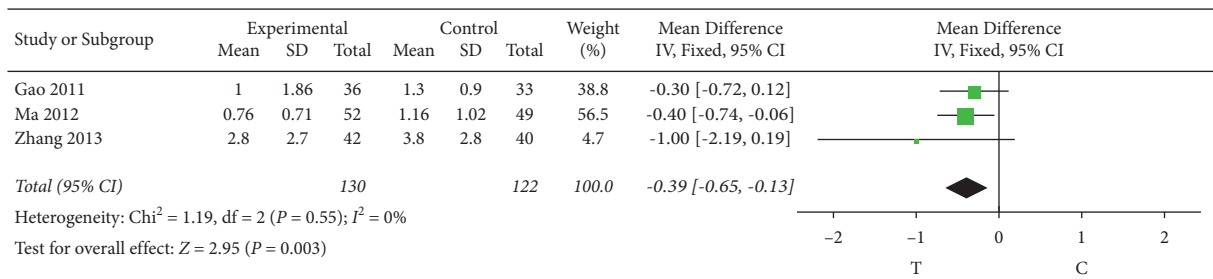 Study or Subgroup Experimental Control Weight (%) Mean Difference IV, Fixed, 95% CI Mean Difference IV, Fixed, 95% CI
Mean SD Total Mean SD Total
Gao 2011 1 1.86 36 1.3 0.9 33 38.8 -0.30 [-0.72, 0.12]
Ma 2012 0.76 0.71 52 1.16 1.02 49 56.5 -0.40 [-0.74, -0.06]
Zhang 2013 2.8 2.7 42 3.8 2.8 40 4.7 -1.00 [-2.19, 0.19]
Total (95% CI) 130 122 100.0 -0.39 [-0.65, -0.13]
Heterogeneity: Chi² = 1.19, df = 2 (P = 0.55); I² = 0%
Test for overall effect: Z = 2.95 (P = 0.003)
−2 −1 0 1 2
T C